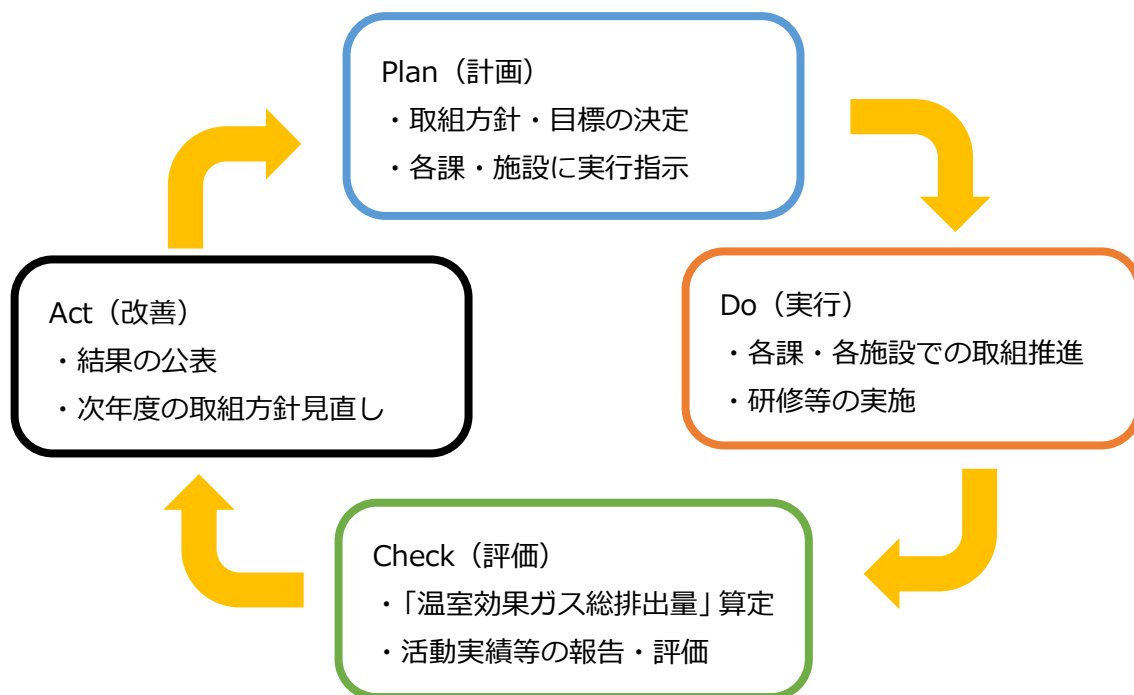 Plan（計画）
・取組方針・目標の決定
・各課・施設に実行指示
Do（実行）
・各課・各施設での取組推進
・研修等の実施
Check（評価）
・「温室効果ガス総排出量」算定
・活動実績等の報告・評価
Act（改善）
・結果の公表
・次年度の取組方針見直し